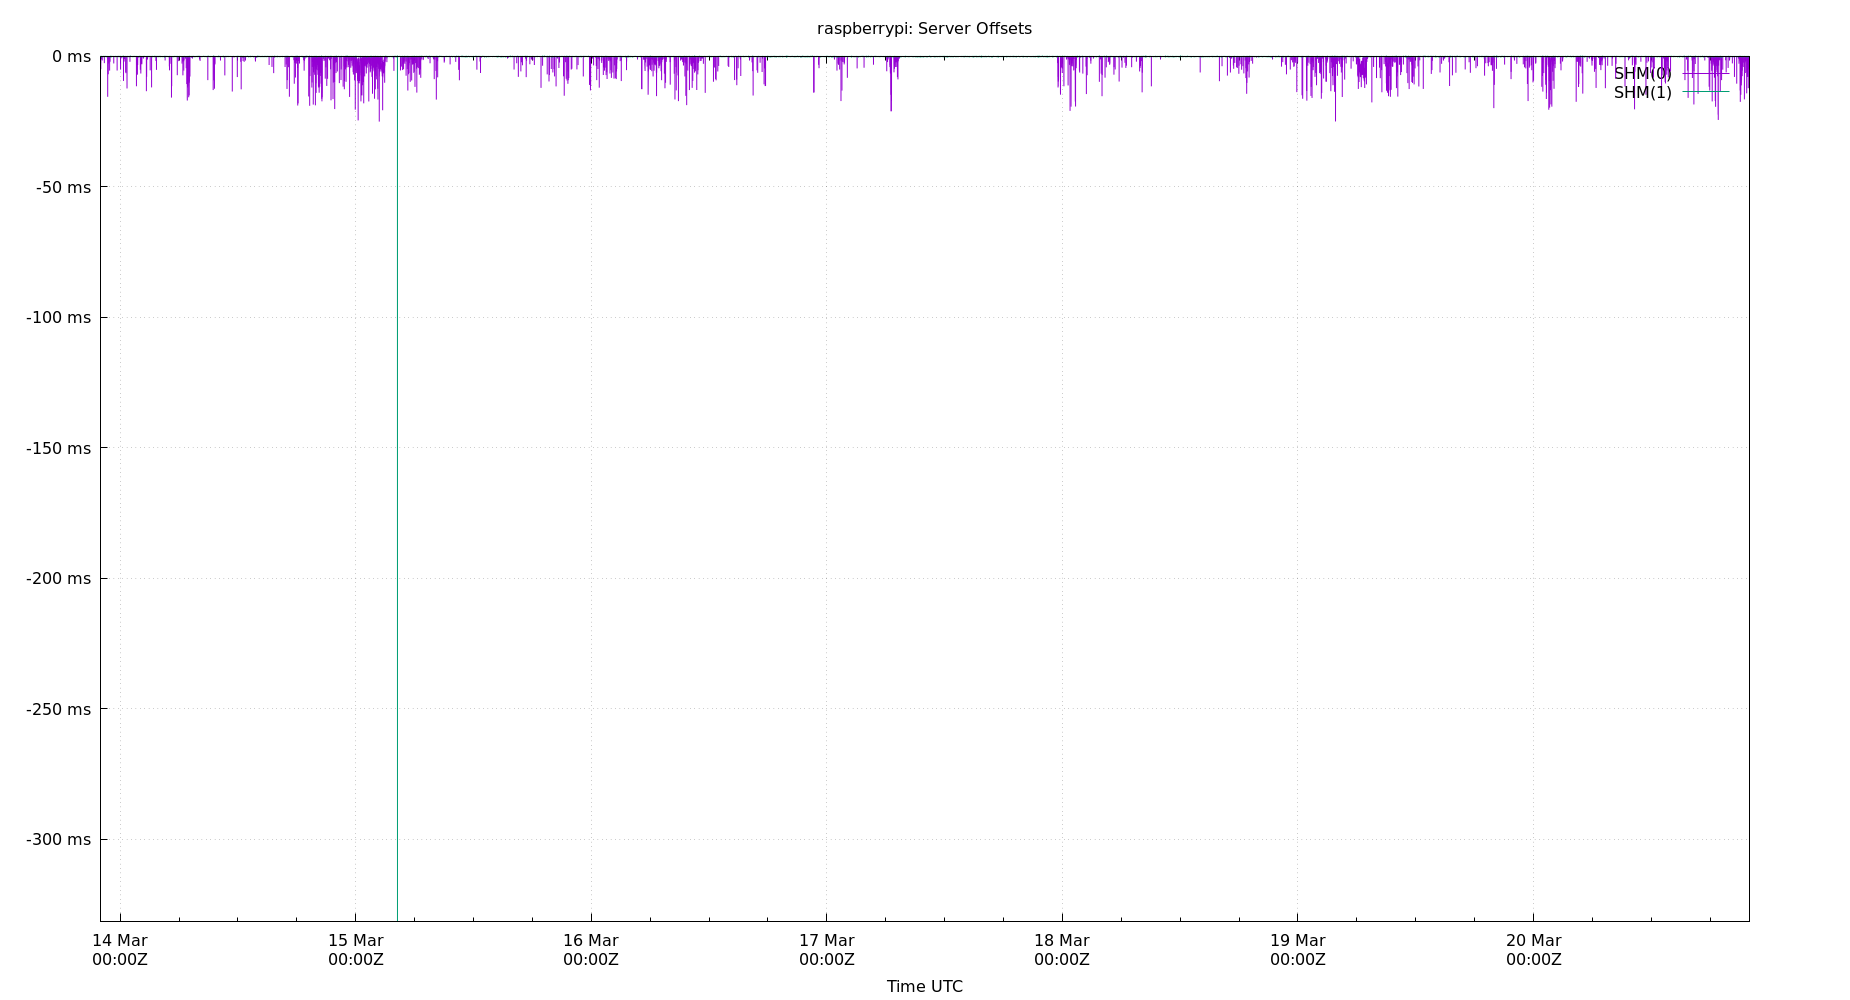 raspberrypi: Server Offsets
0 ms
SHM(0)
SHM(1)
-50 ms
-100 ms
-150 ms
-200 ms
-250 ms
-300 ms
14 Mar 15 Mar 16 Mar 17 Mar 18 Mar 19 Mar 20 Mar
00:00Z 00:00Z 00:00Z 00:00Z 00:00Z 00:00Z 00:00Z
Time UTC